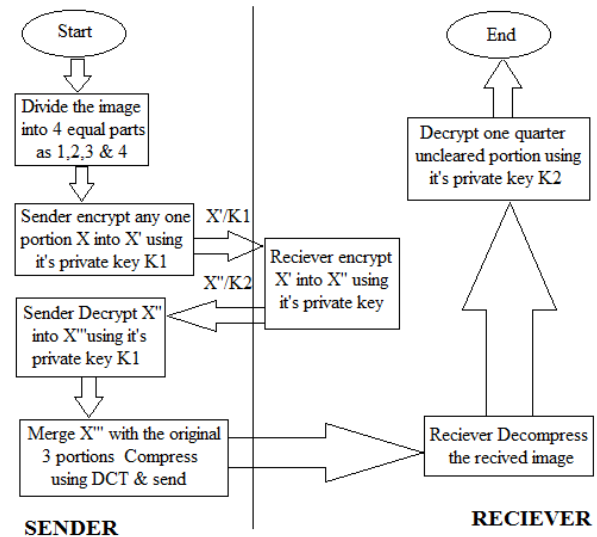 Start
Divide the image
into 4 equal parts
as 1,2,3 & 4
Sender encrypt any one
portion X into X' using
it's private key K1
X'/K1
Reciever encrypt
X' into X'' using
it's private key
X''/K2
Sender Decrypt X''
into X'''using it's
private key K1
Merge X''' with the original
3 portions Compress
using DCT & send
SENDER
Reciever Decompress
the recived image
Decrypt one quarter
uncleared portion using
it's private key K2
End
RECIEVER